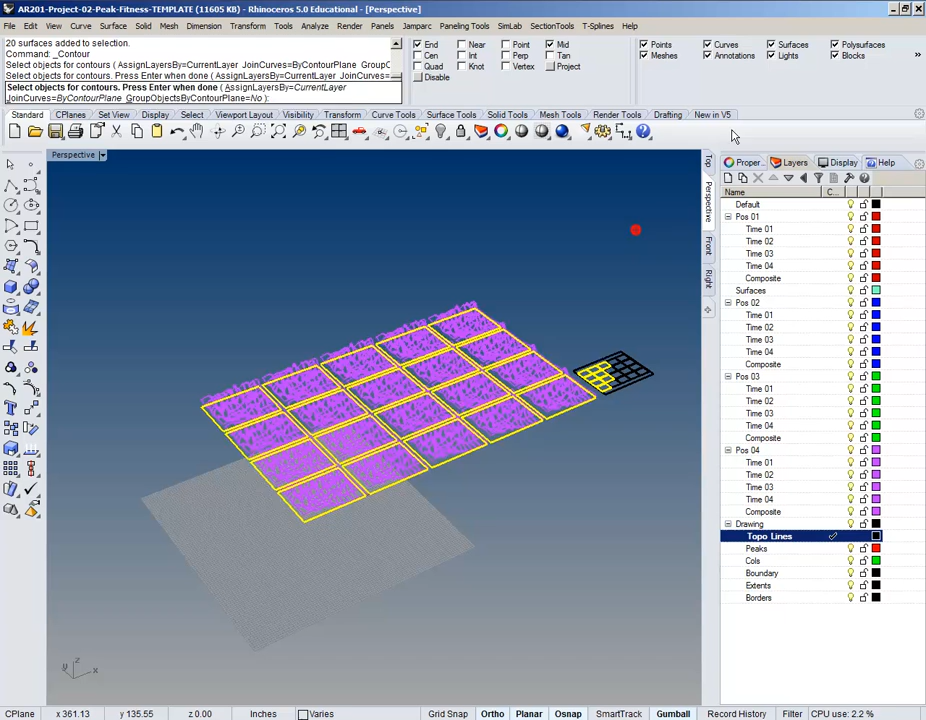 AR201-Project-02-Peak-Fitness-TEMPLATE (11605 KB) - Rhinoceros 5.0 Educational - [Perspective]
File Edit View Curve Surface Solid Mesh Dimension Transform Tools Analyze Render Panels Jamparc Paneling Tools SimLab SectionTools T-Splines Help
20 surfaces added to selection.
Command: _Contour
Select objects for contours ( AssignLayersBy=CurrentLayer JoinCurves=ByContourPlane GroupC
Select objects for contours. Press Enter when done ( AssignLayersBy=CurrentLayer JoinCurves=
Select objects for contours. Press Enter when done ( AssignLayersBy=CurrentLayer
JoinCurves=ByContourPlane GroupObjectsByContourPlane=No ):
End Near Point Mid
Cen Int Perp Tan
Quad Knot Vertex Project
Disable
Points Curves Surfaces Polysurfaces
Meshes Annotations Lights Blocks
Standard CPlanes Set View Display Select Viewport Layout Visibility Transform Curve Tools Surface Tools Solid Tools Mesh Tools Render Tools Drafting New in V5
Perspective
Top
Perspective
Front
Right
Proper... Layers Display Help
Name C...
Default
Pos 01
Time 01
Time 02
Time 03
Time 04
Composite
Surfaces
Pos 02
Time 01
Time 02
Time 03
Time 04
Composite
Pos 03
Time 01
Time 02
Time 03
Time 04
Composite
Pos 04
Time 01
Time 02
Time 03
Time 04
Composite
Drawing
Topo Lines
Peaks
Cols
Boundary
Extents
Borders
z
y
x
CPlane x 361.13 y 135.55 z 0.00 Inches Varies Grid Snap Ortho Planar Osnap SmartTrack Gumball Record History Filter CPU use: 2.2 %